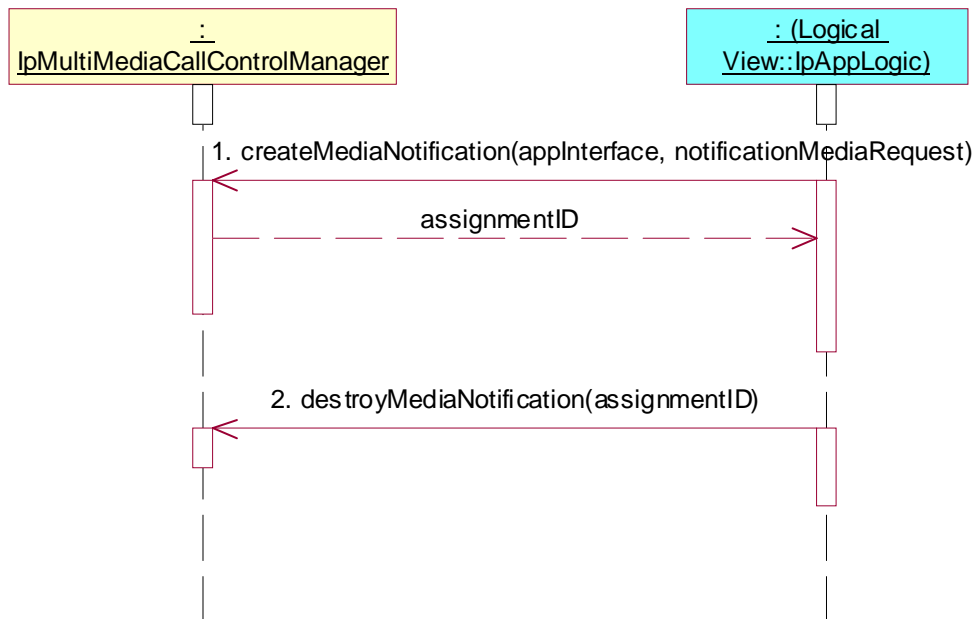 :
IpMultiMediaCallControlManager
: (Logical
View::IpAppLogic)
1. createMediaNotification(appInterface, notificationMediaRequest)
assignmentID
2. destroyMediaNotification(assignmentID)